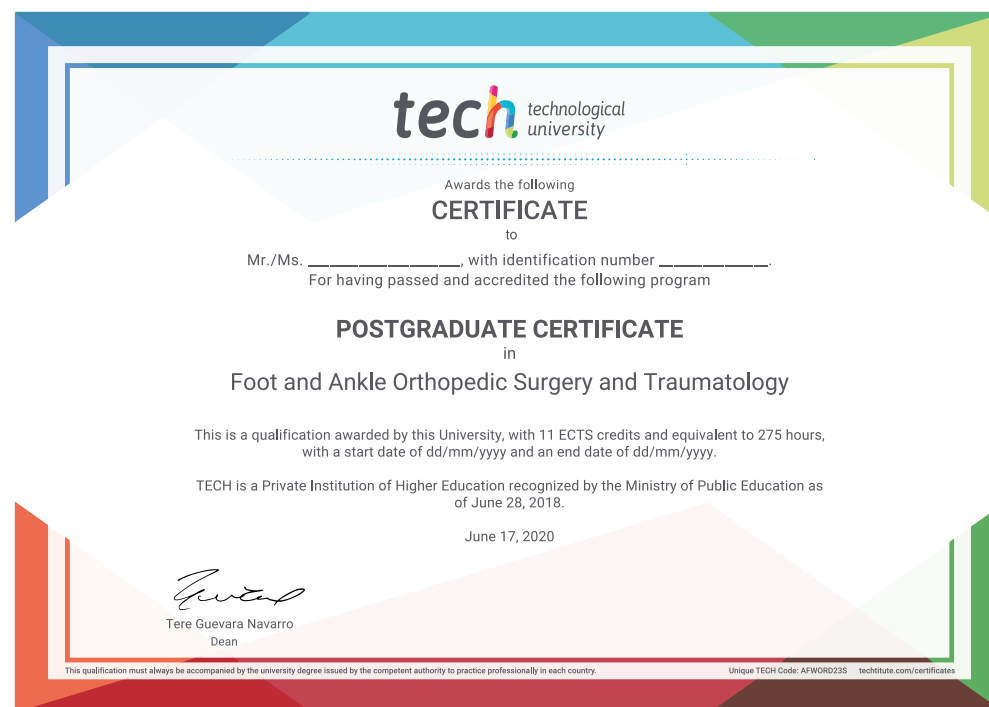 tech technological
university
Awards the following
CERTIFICATE
to
Mr./Ms. ____________________, with identification number ______________.
For having passed and accredited the following program
POSTGRADUATE CERTIFICATE
in
Foot and Ankle Orthopedic Surgery and Traumatology
This is a qualification awarded by this University, with 11 ECTS credits and equivalent to 275 hours,
with a start date of dd/mm/yyyy and an end date of dd/mm/yyyy.
TECH is a Private Institution of Higher Education recognized by the Ministry of Public Education as
of June 28, 2018.
June 17, 2020
Tere Guevara Navarro
Dean
This qualification must always be accompanied by the university degree issued by the competent authority to practice professionally in each country.
Unique TECH Code: AFWORD23S techtitute.com/certificates